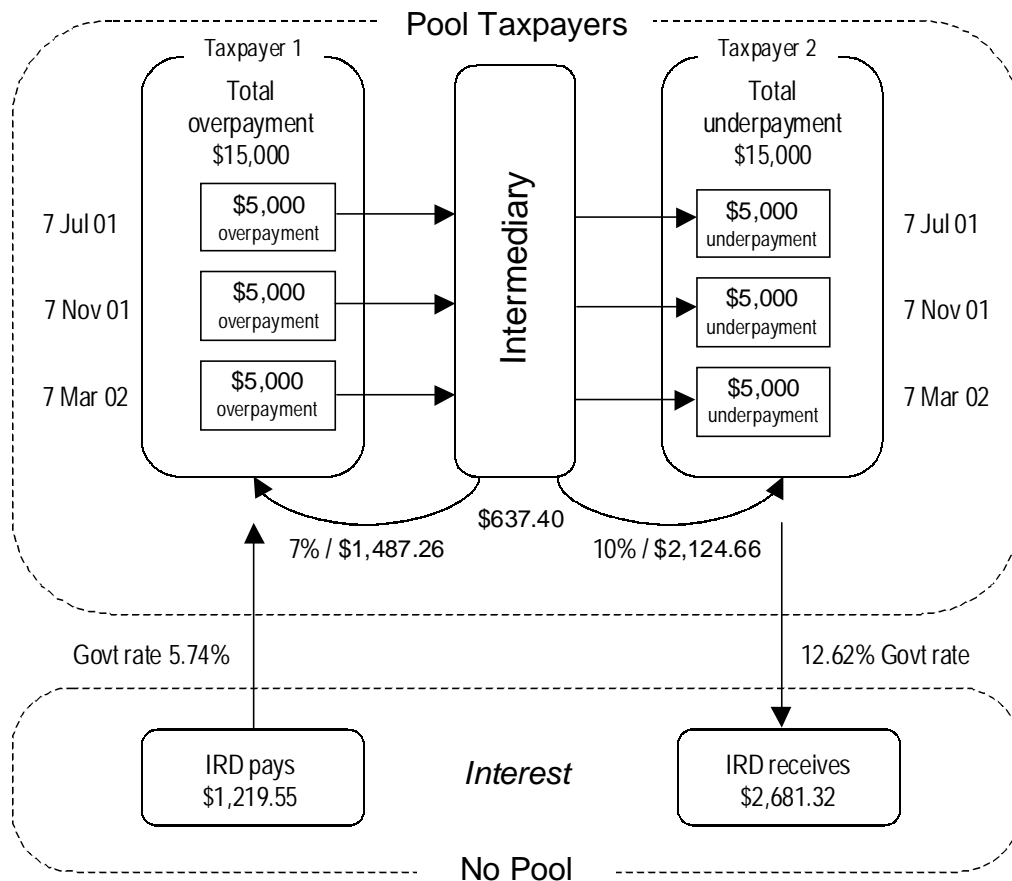 Pool Taxpayers
Taxpayer 1
Total
overpayment
$15,000
7 Jul 01
$5,000
overpayment
7 Nov 01
$5,000
overpayment
7 Mar 02
$5,000
overpayment
Intermediary
Taxpayer 2
Total
underpayment
$15,000
$5,000
underpayment
7 Jul 01
$5,000
underpayment
7 Nov 01
$5,000
underpayment
7 Mar 02
$637.40
7% / $1,487.26
10% / $2,124.66
Govt rate 5.74%
12.62% Govt rate
IRD pays
$1,219.55
Interest
IRD receives
$2,681.32
No Pool